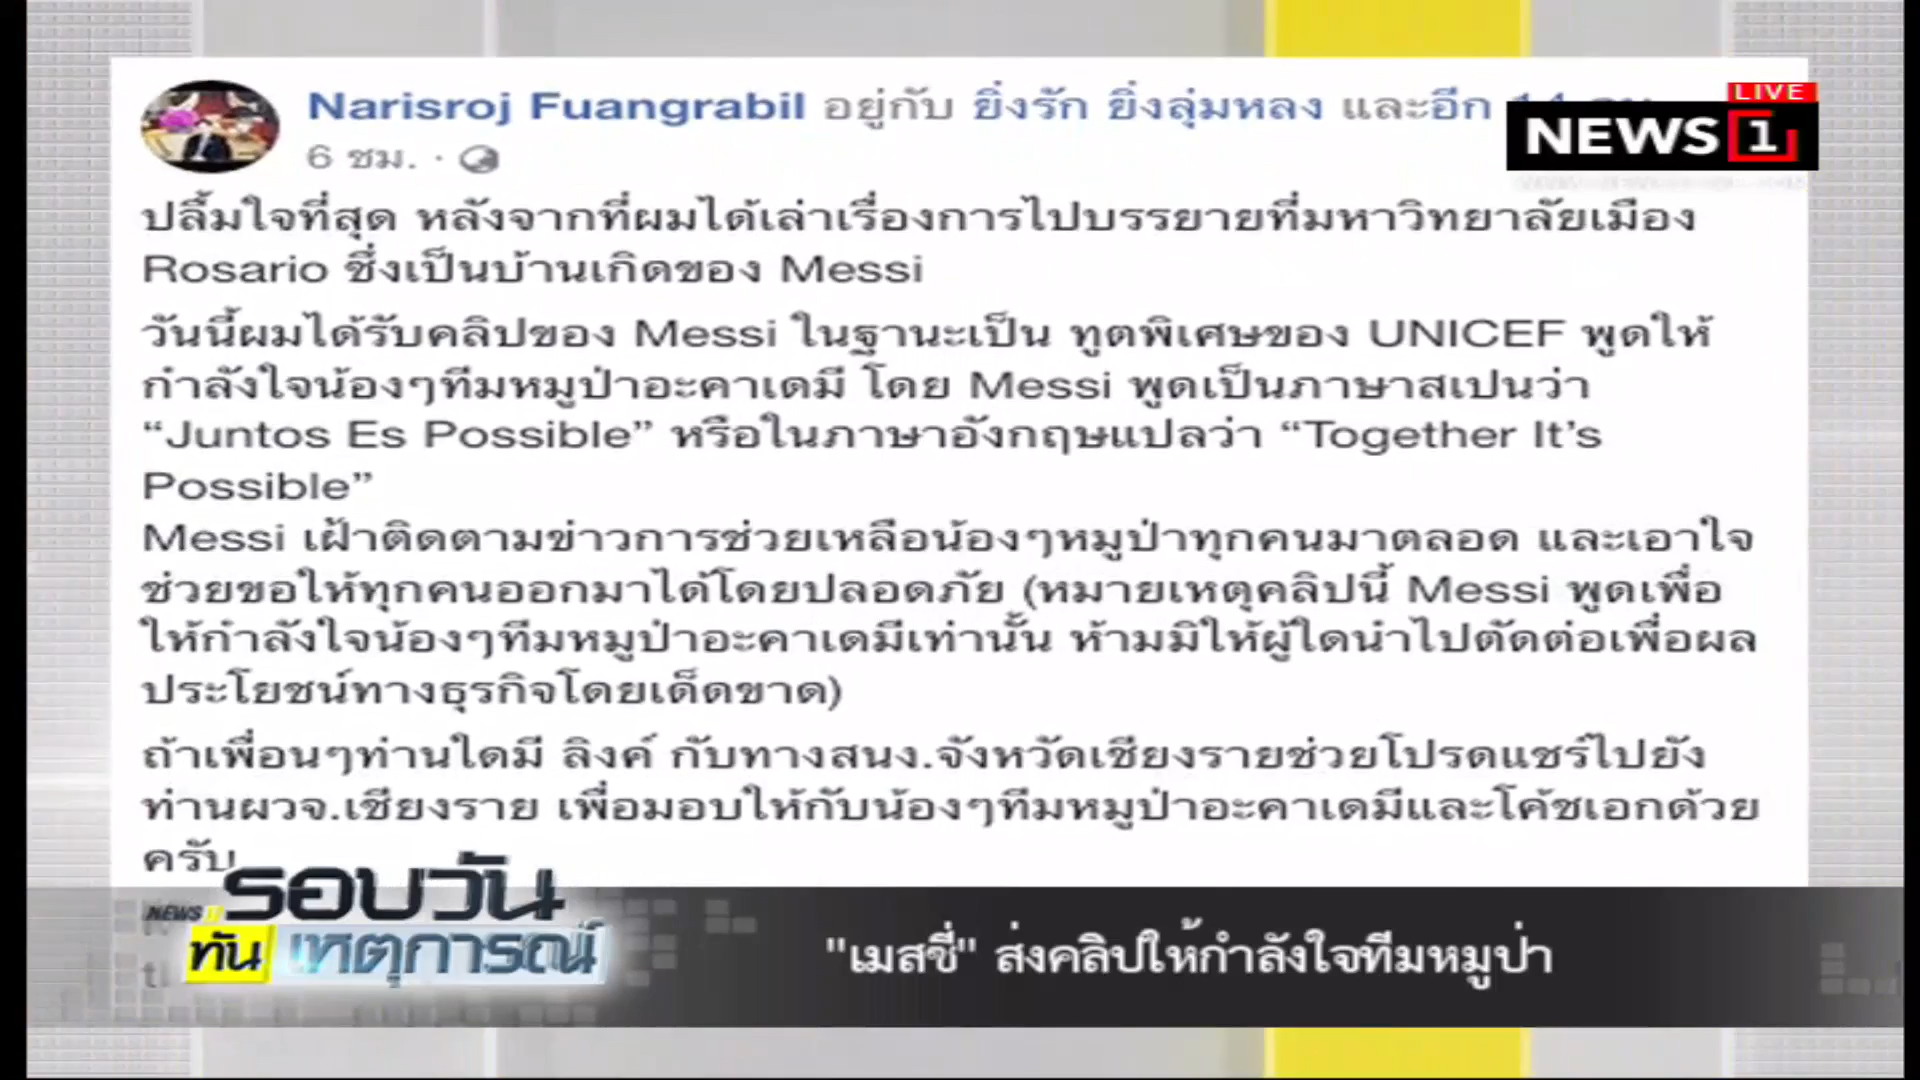 Narisroj Fuangrabil อยู่กับ ยิ่งรัก ยิ่งลุ่มหลง และอีก
6 ชม. ·
LIVE
NEWS 1
ปลื้มใจที่สุด หลังจากที่ผมได้เล่าเรื่องการไปบรรยายที่มหาวิทยาลัยเมือง
Rosario ซึ่งเป็นบ้านเกิดของ Messi
วันนี้ผมได้รับคลิปของ Messi ในฐานะเป็น ทูตพิเศษของ UNICEF พูดให้
กำลังใจน้องๆทีมหมูป่าอะคาเดมี โดย Messi พูดเป็นภาษาสเปนว่า
“Juntos Es Possible” หรือในภาษาอังกฤษแปลว่า “Together It’s
Possible”
Messi เฝ้าติดตามข่าวการช่วยเหลือน้องๆหมูป่าทุกคนมาตลอด และเอาใจ
ช่วยขอให้ทุกคนออกมาได้โดยปลอดภัย (หมายเหตุคลิปนี้ Messi พูดเพื่อ
ให้กำลังใจน้องๆทีมหมูป่าอะคาเดมีเท่านั้น ห้ามมิให้ผู้ใดนำไปตัดต่อเพื่อผล
ประโยชน์ทางธุรกิจโดยเด็ดขาด)
ถ้าเพื่อนๆท่านใดมี ลิงค์ กับทางสนง.จังหวัดเชียงรายช่วยโปรดแชร์ไปยัง
ท่านผวจ.เชียงราย เพื่อมอบให้กับน้องๆทีมหมูป่าอะคาเดมีและโค้ชเอกด้วย
ครับ
NEWS 1 รอบวัน
ทัน เหตุการณ์
"เมสซี่" ส่งคลิปให้กำลังใจทีมหมูป่า